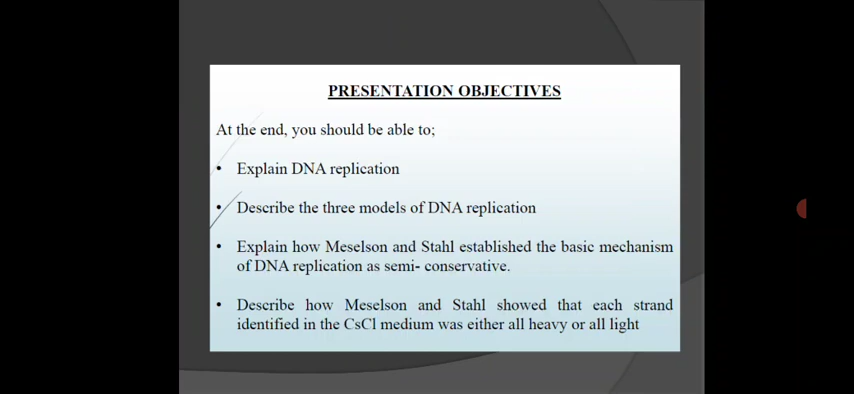 PRESENTATION OBJECTIVES
At the end, you should be able to;
• Explain DNA replication
• Describe the three models of DNA replication
• Explain how Meselson and Stahl established the basic mechanism
of DNA replication as semi- conservative.
• Describe how Meselson and Stahl showed that each strand
identified in the CsCl medium was either all heavy or all light